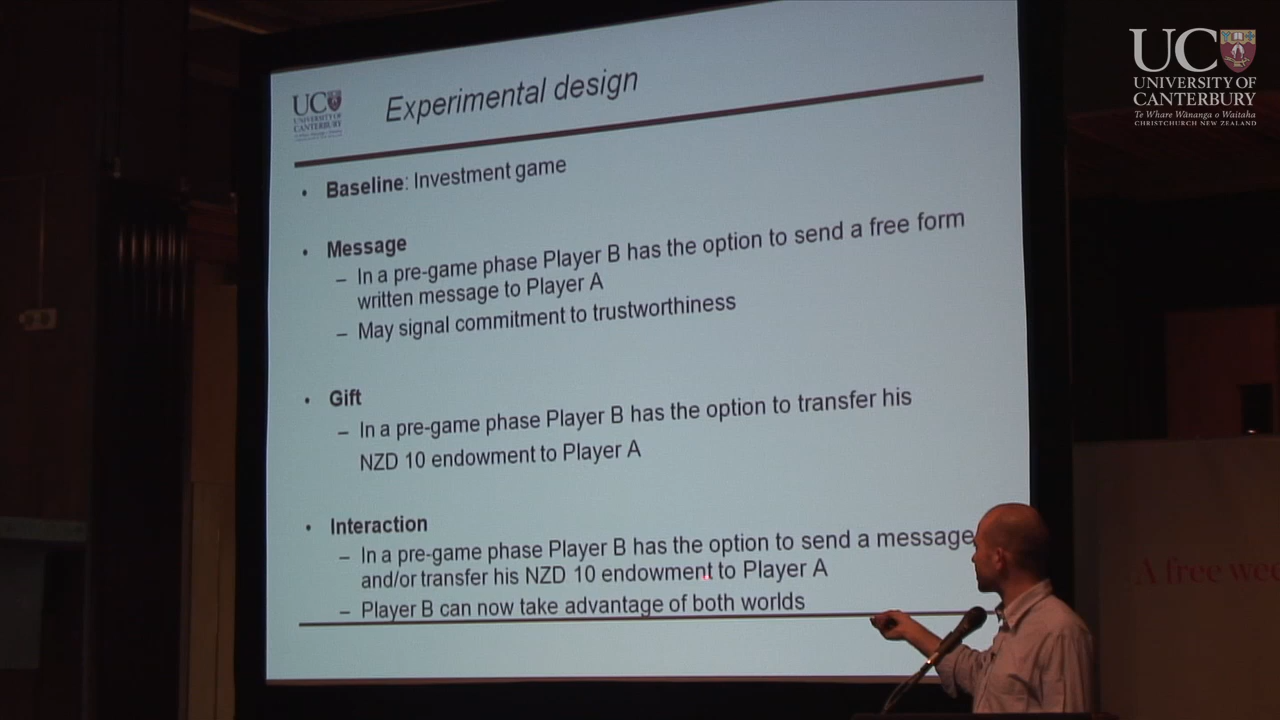 UC
UNIVERSITY OF
CANTERBURY
Te Whare Wānanga o Waitaha
CHRISTCHURCH NEW ZEALAND
UC
UNIVERSITY OF
CANTERBURY
Experimental design
• Baseline: Investment game
• Message
– In a pre-game phase Player B has the option to send a free form
written message to Player A
– May signal commitment to trustworthiness
• Gift
– In a pre-game phase Player B has the option to transfer his
NZD 10 endowment to Player A
• Interaction
– In a pre-game phase Player B has the option to send a message
and/or transfer his NZD 10 endowment to Player A
– Player B can now take advantage of both worlds
A free